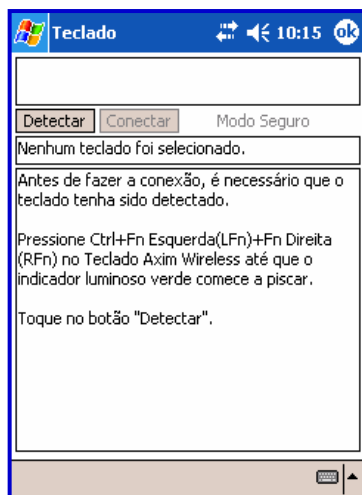 Teclado 10:15 ok
Detectar Conectar Modo Seguro
Nenhum teclado foi selecionado.
Antes de fazer a conexão, é necessário que o
teclado tenha sido detectado.
Pressione Ctrl+Fn Esquerda(LFn)+Fn Direita
(RFn) no Teclado Axim Wireless até que o
indicador luminoso verde comece a piscar.
Toque no botão "Detectar".